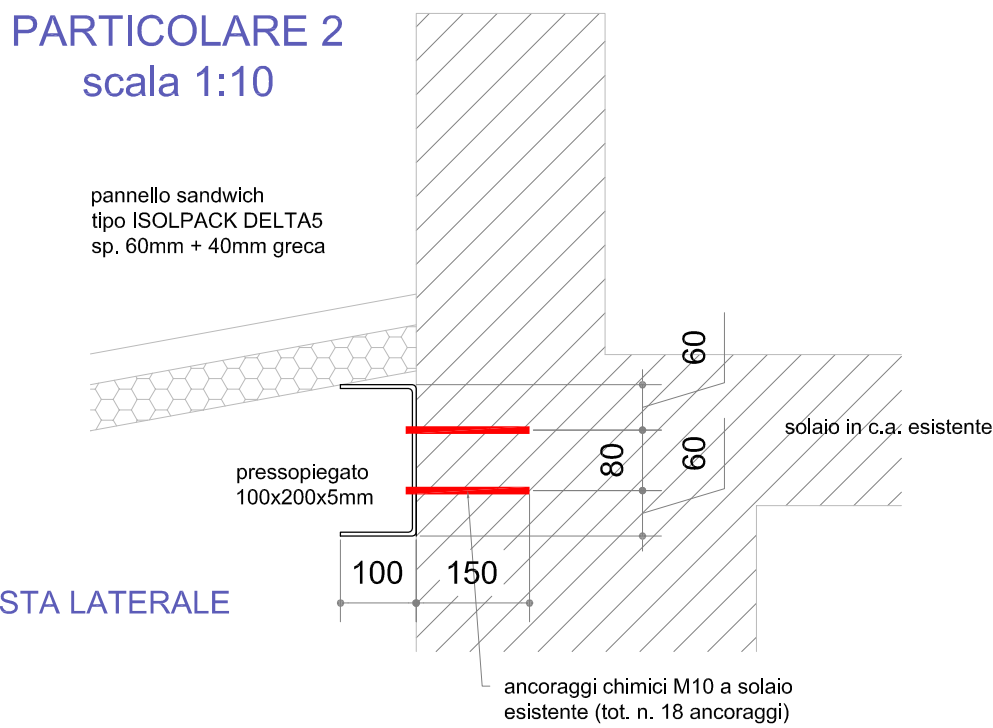 PARTICOLARE 2
scala 1:10
pannello sandwich
tipo ISOLPACK DELTA5
sp. 60mm + 40mm greca
60
solaio in c.a. esistente
80
60
pressopiegato
100x200x5mm
100
150
STA LATERALE
ancoraggi chimici M10 a solaio
esistente (tot. n. 18 ancoraggi)